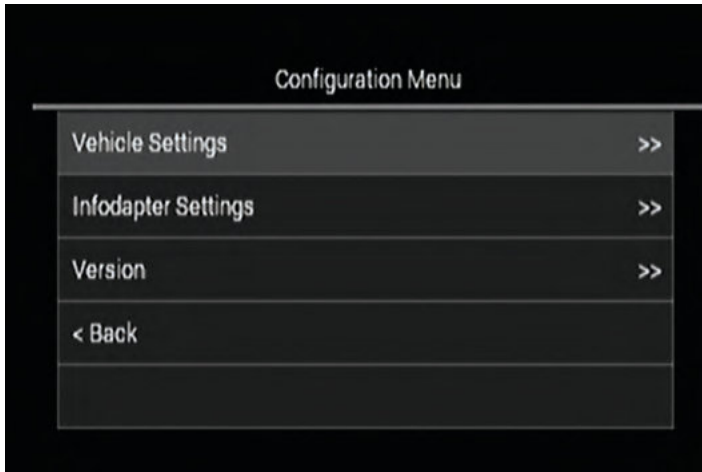 Configuration Menu
Vehicle Settings >>
Infodapter Settings >>
Version >>
< Back